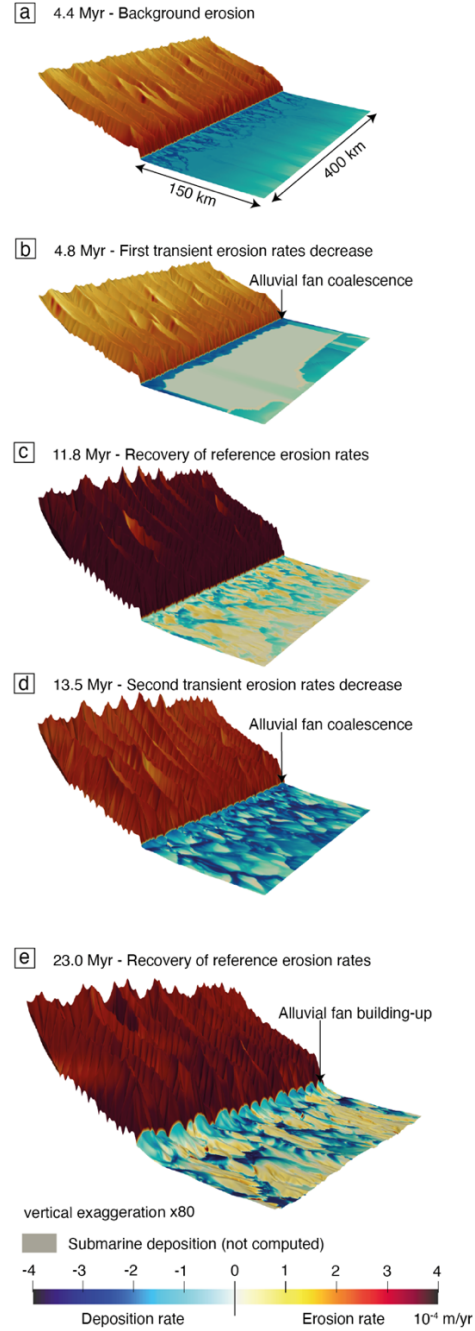 a 4.4 Myr - Background erosion
150 km
400 km
b 4.8 Myr - First transient erosion rates decrease
Alluvial fan coalescence
c 11.8 Myr - Recovery of reference erosion rates
d 13.5 Myr - Second transient erosion rates decrease
Alluvial fan coalescence
e 23.0 Myr - Recovery of reference erosion rates
Alluvial fan building-up
vertical exaggeration x80
Submarine deposition (not computed)
-4 -3 -2 -1 0 1 2 3 4
Deposition rate Erosion rate 10⁻⁴ m/yr